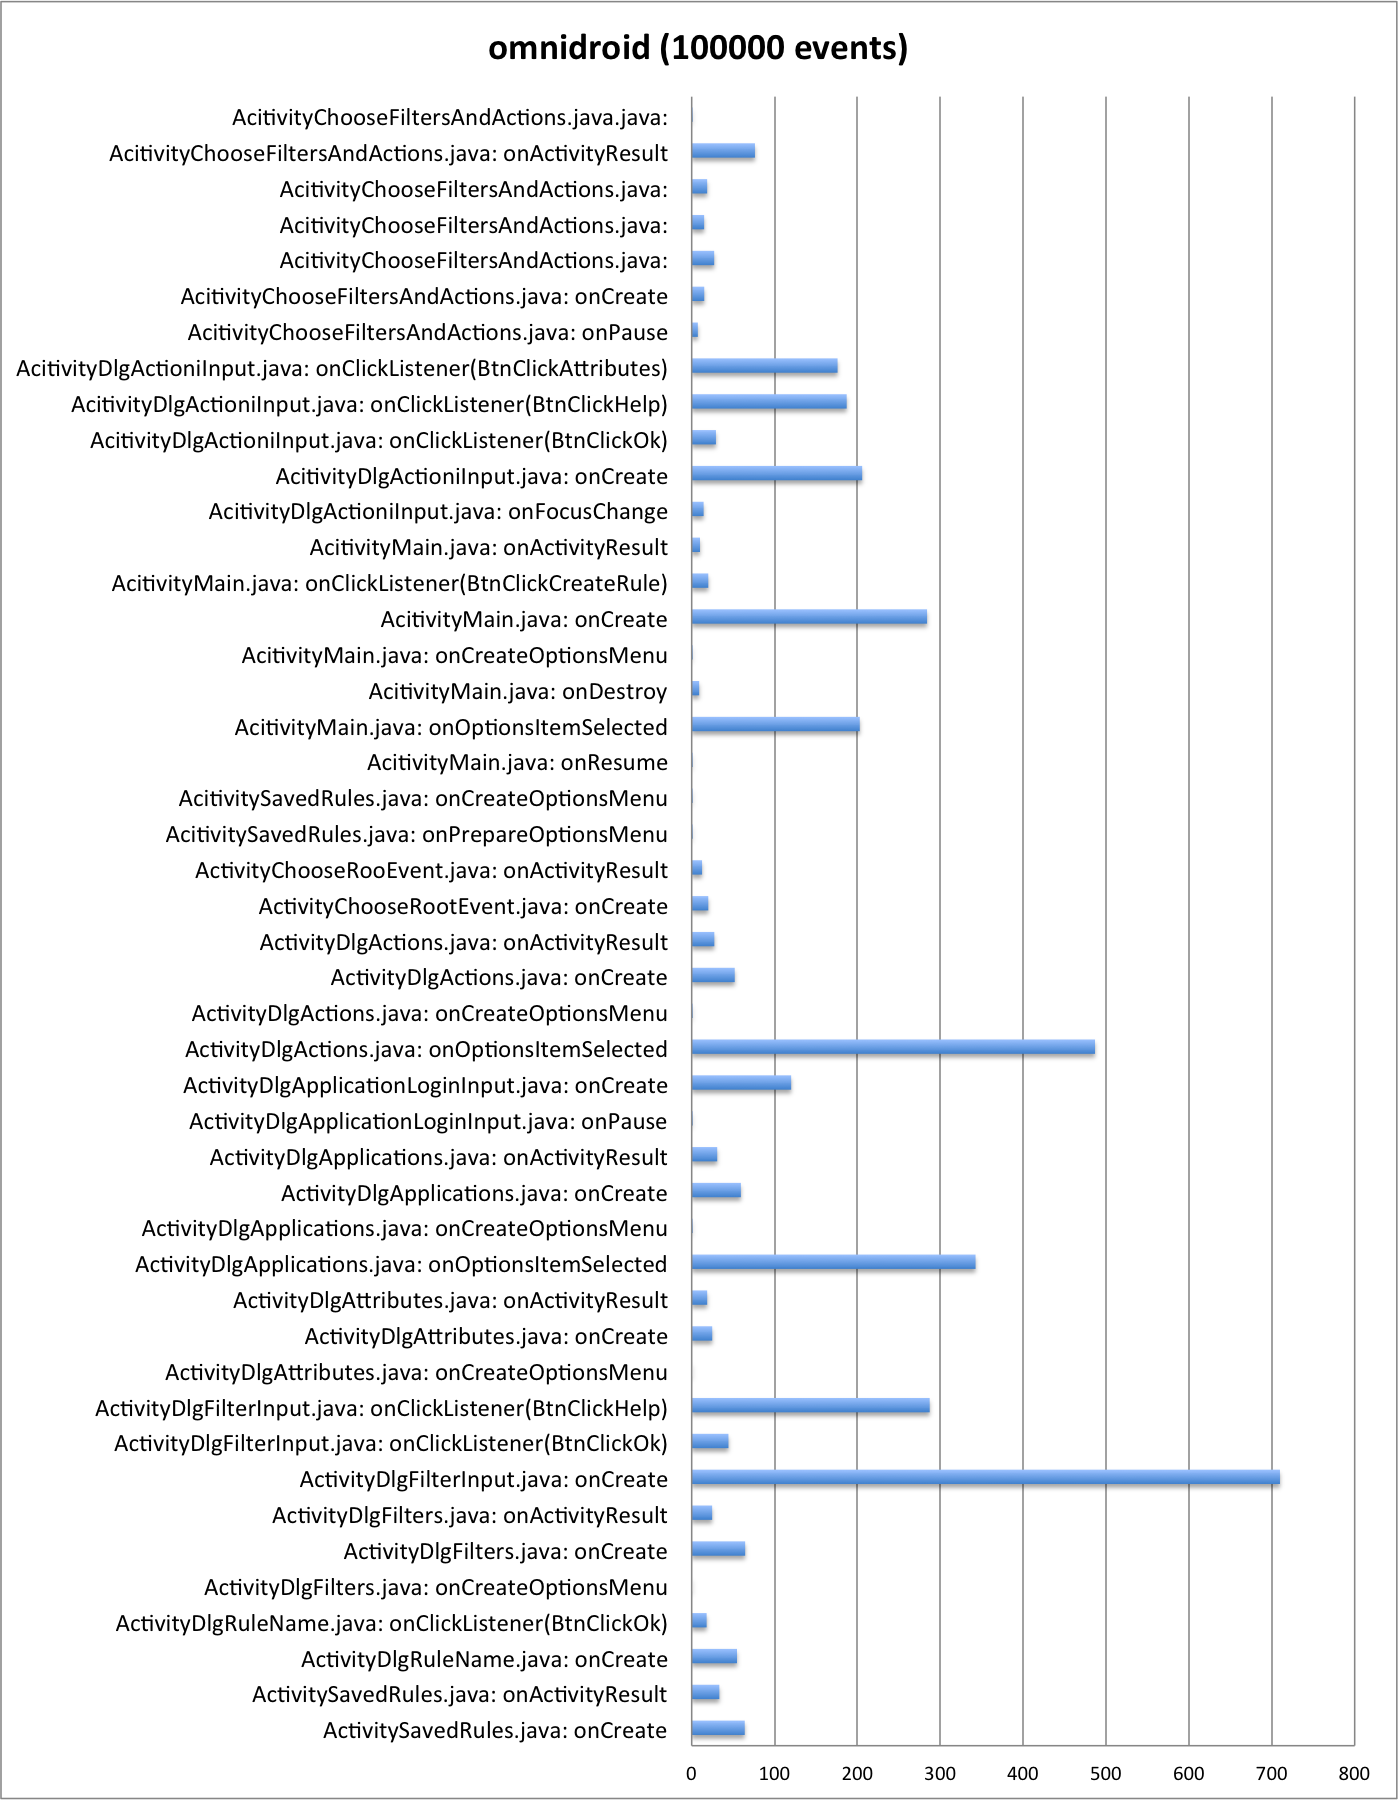 omnidroid (100000 events)
AcitivityChooseFiltersAndActions.java.java:
AcitivityChooseFiltersAndActions.java: onActivityResult
AcitivityChooseFiltersAndActions.java:
AcitivityChooseFiltersAndActions.java:
AcitivityChooseFiltersAndActions.java:
AcitivityChooseFiltersAndActions.java: onCreate
AcitivityChooseFiltersAndActions.java: onPause
AcitivityDlgActioniInput.java: onClickListener(BtnClickAttributes)
AcitivityDlgActioniInput.java: onClickListener(BtnClickHelp)
AcitivityDlgActioniInput.java: onClickListener(BtnClickOk)
AcitivityDlgActioniInput.java: onCreate
AcitivityDlgActioniInput.java: onFocusChange
AcitivityMain.java: onActivityResult
AcitivityMain.java: onClickListener(BtnClickCreateRule)
AcitivityMain.java: onCreate
AcitivityMain.java: onCreateOptionsMenu
AcitivityMain.java: onDestroy
AcitivityMain.java: onOptionsItemSelected
AcitivityMain.java: onResume
AcitivitySavedRules.java: onCreateOptionsMenu
AcitivitySavedRules.java: onPrepareOptionsMenu
ActivityChooseRooEvent.java: onActivityResult
ActivityChooseRootEvent.java: onCreate
ActivityDlgActions.java: onActivityResult
ActivityDlgActions.java: onCreate
ActivityDlgActions.java: onCreateOptionsMenu
ActivityDlgActions.java: onOptionsItemSelected
ActivityDlgApplicationLoginInput.java: onCreate
ActivityDlgApplicationLoginInput.java: onPause
ActivityDlgApplications.java: onActivityResult
ActivityDlgApplications.java: onCreate
ActivityDlgApplications.java: onCreateOptionsMenu
ActivityDlgApplications.java: onOptionsItemSelected
ActivityDlgAttributes.java: onActivityResult
ActivityDlgAttributes.java: onCreate
ActivityDlgAttributes.java: onCreateOptionsMenu
ActivityDlgFilterInput.java: onClickListener(BtnClickHelp)
ActivityDlgFilterInput.java: onClickListener(BtnClickOk)
ActivityDlgFilterInput.java: onCreate
ActivityDlgFilters.java: onActivityResult
ActivityDlgFilters.java: onCreate
ActivityDlgFilters.java: onCreateOptionsMenu
ActivityDlgRuleName.java: onClickListener(BtnClickOk)
ActivityDlgRuleName.java: onCreate
ActivitySavedRules.java: onActivityResult
ActivitySavedRules.java: onCreate
0 100 200 300 400 500 600 700 800